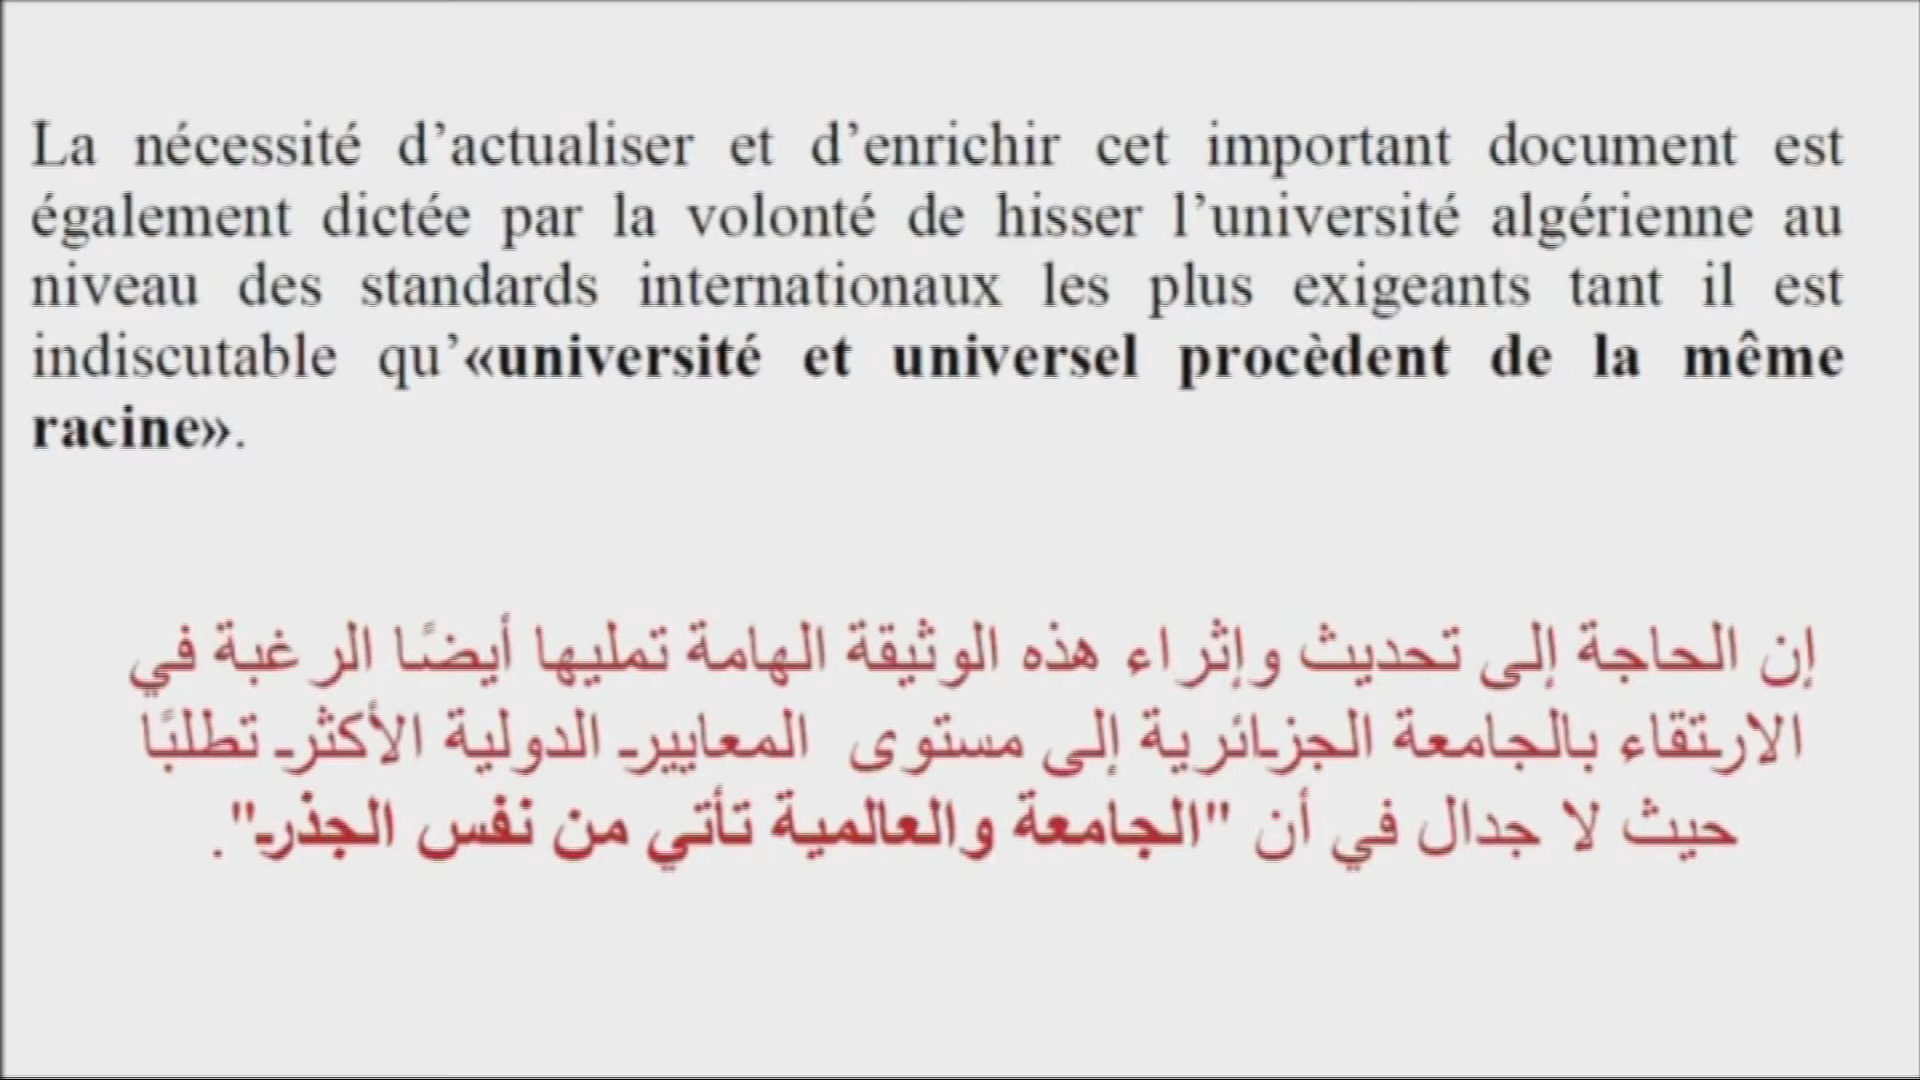 La nécessité d’actualiser et d’enrichir cet important document est
également dictée par la volonté de hisser l’université algérienne au
niveau des standards internationaux les plus exigeants tant il est
indiscutable qu’«université et universel procèdent de la même
racine».
إن الحاجة إلى تحديث وإثراء هذه الوثيقة الهامة تمليها أيضًا الرغبة في
الارتقاء بالجامعة الجزائرية إلى مستوى المعاييرـ الدولية الأكثرـ تطلبًا
حيث لا جدال في أن "الجامعة والعالمية تأتي من نفس الجذرـ".